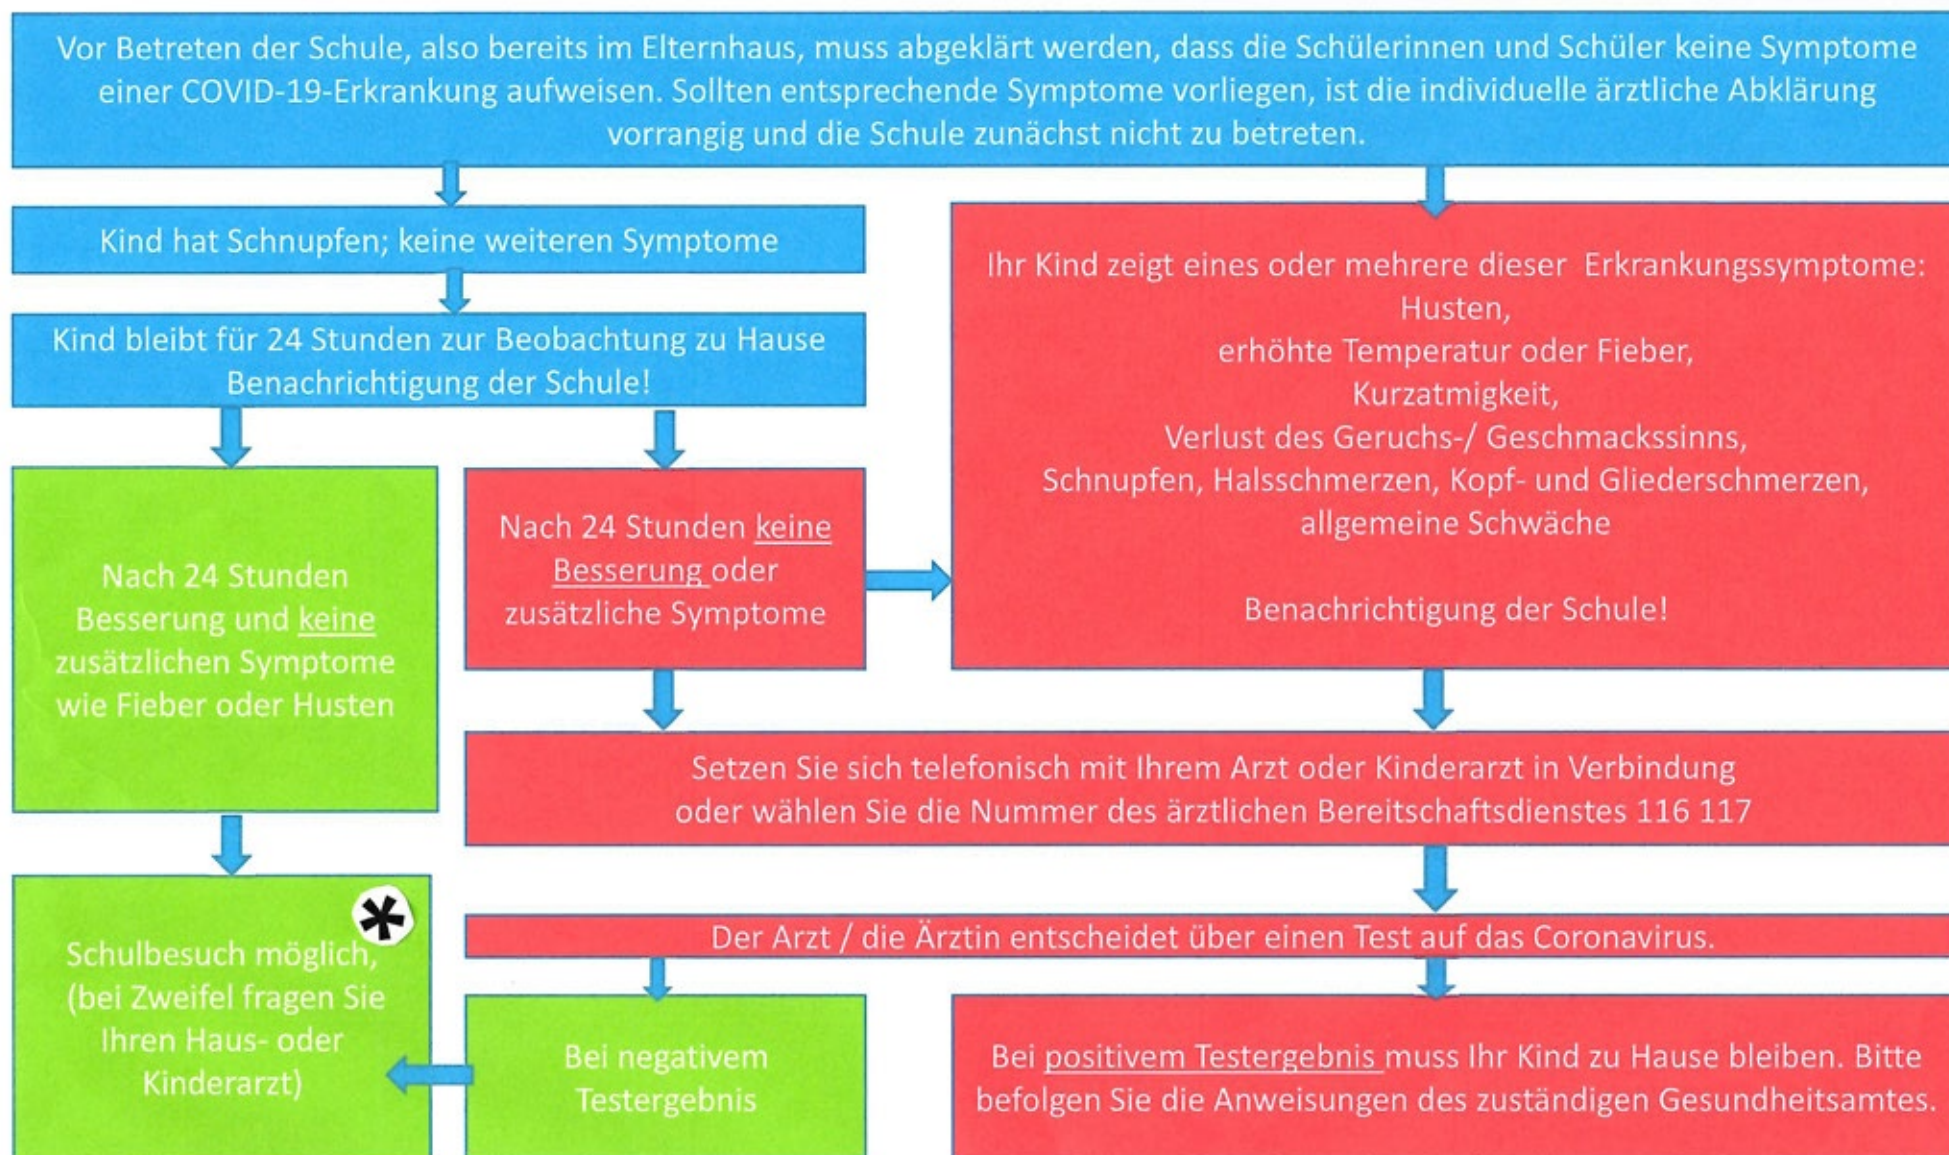 Vor Betreten der Schule, also bereits im Elternhaus, muss abgeklärt werden, dass die Schülerinnen und Schüler keine Symptome
einer COVID-19-Erkrankung aufweisen. Sollten entsprechende Symptome vorliegen, ist die individuelle ärztliche Abklärung
vorrangig und die Schule zunächst nicht zu betreten.
Kind hat Schnupfen; keine weiteren Symptome
Kind bleibt für 24 Stunden zur Beobachtung zu Hause
Benachrichtigung der Schule!
Nach 24 Stunden
Besserung und keine
zusätzlichen Symptome
wie Fieber oder Husten
Nach 24 Stunden keine
Besserung oder
zusätzliche Symptome
Ihr Kind zeigt eines oder mehrere dieser Erkrankungssymptome:
Husten,
erhöhte Temperatur oder Fieber,
Kurzatmigkeit,
Verlust des Geruchs-/ Geschmackssinns,
Schnupfen, Halsschmerzen, Kopf- und Gliederschmerzen,
allgemeine Schwäche
Benachrichtigung der Schule!
Setzen Sie sich telefonisch mit Ihrem Arzt oder Kinderarzt in Verbindung
oder wählen Sie die Nummer des ärztlichen Bereitschaftsdienstes 116 117
Der Arzt / die Ärztin entscheidet über einen Test auf das Coronavirus.
*
Schulbesuch möglich,
(bei Zweifel fragen Sie
Ihren Haus- oder
Kinderarzt)
Bei negativem
Testergebnis
Bei positivem Testergebnis muss Ihr Kind zu Hause bleiben. Bitte
befolgen Sie die Anweisungen des zuständigen Gesundheitsamtes.